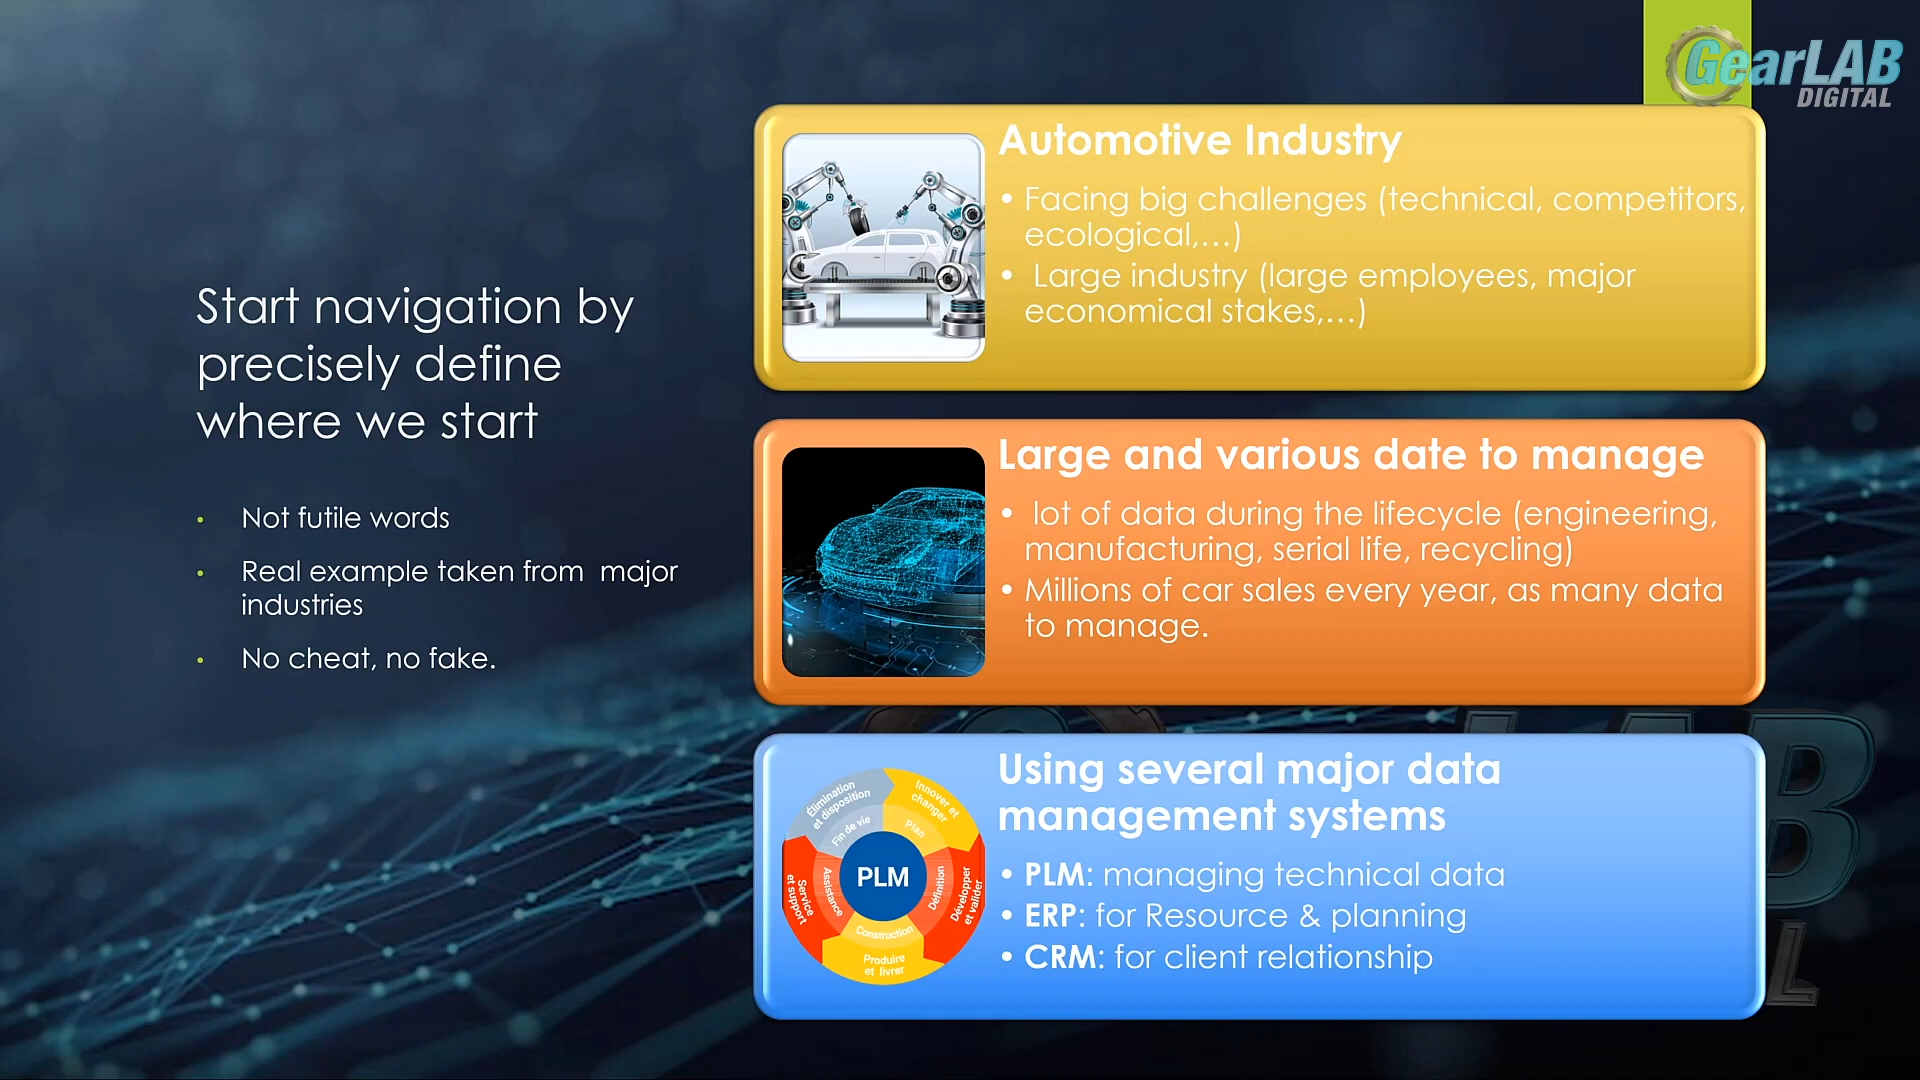 GearLAB
DIGITAL
Start navigation by
precisely define
where we start
• Not futile words
• Real example taken from  major
industries
• No cheat, no fake.
Automotive Industry
• Facing big challenges (technical, competitors,
ecological,…)
•  Large industry (large employees, major
economical stakes,…)
Large and various date to manage
•  lot of data during the lifecycle (engineering,
manufacturing, serial life, recycling)
• Millions of car sales every year, as many data
to manage.
Using several major data
management systems
• PLM: managing technical data
• ERP: for Resource & planning
• CRM: for client relationship
PLM
Élimination
et disposition
Fin de vie
Innover et
changer
Plan
Développer
et valider
Définition
Construction
Produire
et livrer
Service
et support
Assistance